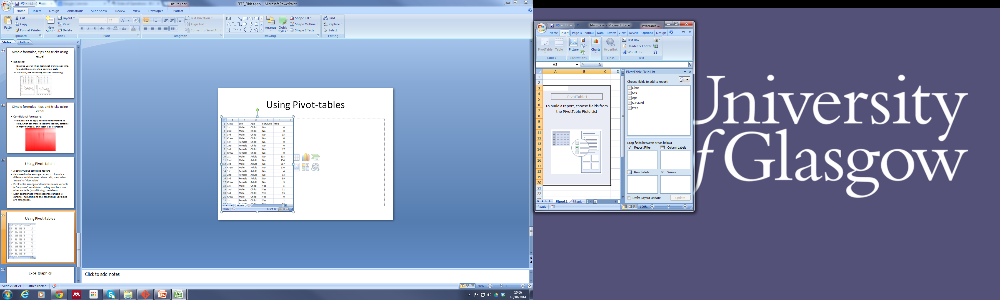 Picture Tools
FFFF_Slides.pptx - Microsoft PowerPoint
Home Insert Design Animations Slide Show Review View Developer Format
Paste
Cut
Copy
Format Painter
Clipboard
New Slide
Layout
Reset
Delete
Slides
32
Font
Text Direction
Align Text
Convert to SmartArt
Paragraph
Arrange
Quick Styles
Shape Fill
Shape Outline
Shape Effects
Drawing
Find
Replace
Select
Editing
Slides Outline
17
Simple formulae, tips and tricks using
excel
• Indexing:
– It can be useful, when looking at trends over time,
to put all time series to a common scale
– To do this, use anchoring and cell formatting
18
Simple formulae, tips and tricks using
excel
• Conditional formatting
– It is possible to apply conditional formatting to
cells, which can make it easier to identify patterns
in many numbers, or at least look interesting
19
Using Pivot-tables
• A powerful but confusing feature
• Data need to be arranged so each column is a
different variable; select these cells, then select
'Insert' -> 'Pivot Table'
• Pivot tables arrange and summarise one variable
(a 'response' variable) according to at least one
other variable ('conditioning' variables)
• Most appropriate when response variable is
cardinal (numeric) and the conditional variables
are categorical.
20
Using Pivot-tables
21
Excel graphics
Using Pivot-tables
A B C D E F
1 Class Sex Age Survived Freq
2 1st Male Child No 0
3 2nd Male Child No 0
4 3rd Male Child No 35
5 Crew Male Child No 0
6 1st Female Child No 0
7 2nd Female Child No 0
8 3rd Female Child No 17
9 Crew Female Child No 0
10 1st Male Adult No 118
11 2nd Male Adult No 154
12 3rd Male Adult No 387
13 Crew Male Adult No 670
14 1st Female Adult No 4
15 2nd Female Adult No 13
16 3rd Female Adult No 89
17 Crew Female Adult No 3
18 1st Male Child Yes 5
19 2nd Male Child Yes 11
20 3rd Male Child Yes 13
21 Crew Male Child Yes 0
22 1st Female Child Yes 1
titanic
Ready Count: 33
Click to add notes
Slide 20 of 21 "Office Theme" 66%
10:06
16/10/2014
titanic.csv - Microsoft Excel
PivotTable ...
Home Insert Page L Formul Data Review View Develo Options Design
PivotTable
Table
Tables
Picture
Illustrations
Charts
Hyperlink
Links
Text Box
Header & Footer
WordArt
Ω
Text
A3
fx
A B C D
1
2
3
4
5
6
7
8
9
10
11
12
13
14
15
16
17
18
19
20
21
22
PivotTable1
To build a report, choose fields from
the PivotTable Field List
PivotTable Field List
Choose fields to add to report:
Class
Sex
Age
Survived
Freq
Drag fields between areas below:
Report Filter Column Labels
Row Labels Σ Values
Defer Layout Update Update
Sheet1 titanic
Ready 100%
University
of Glasgow